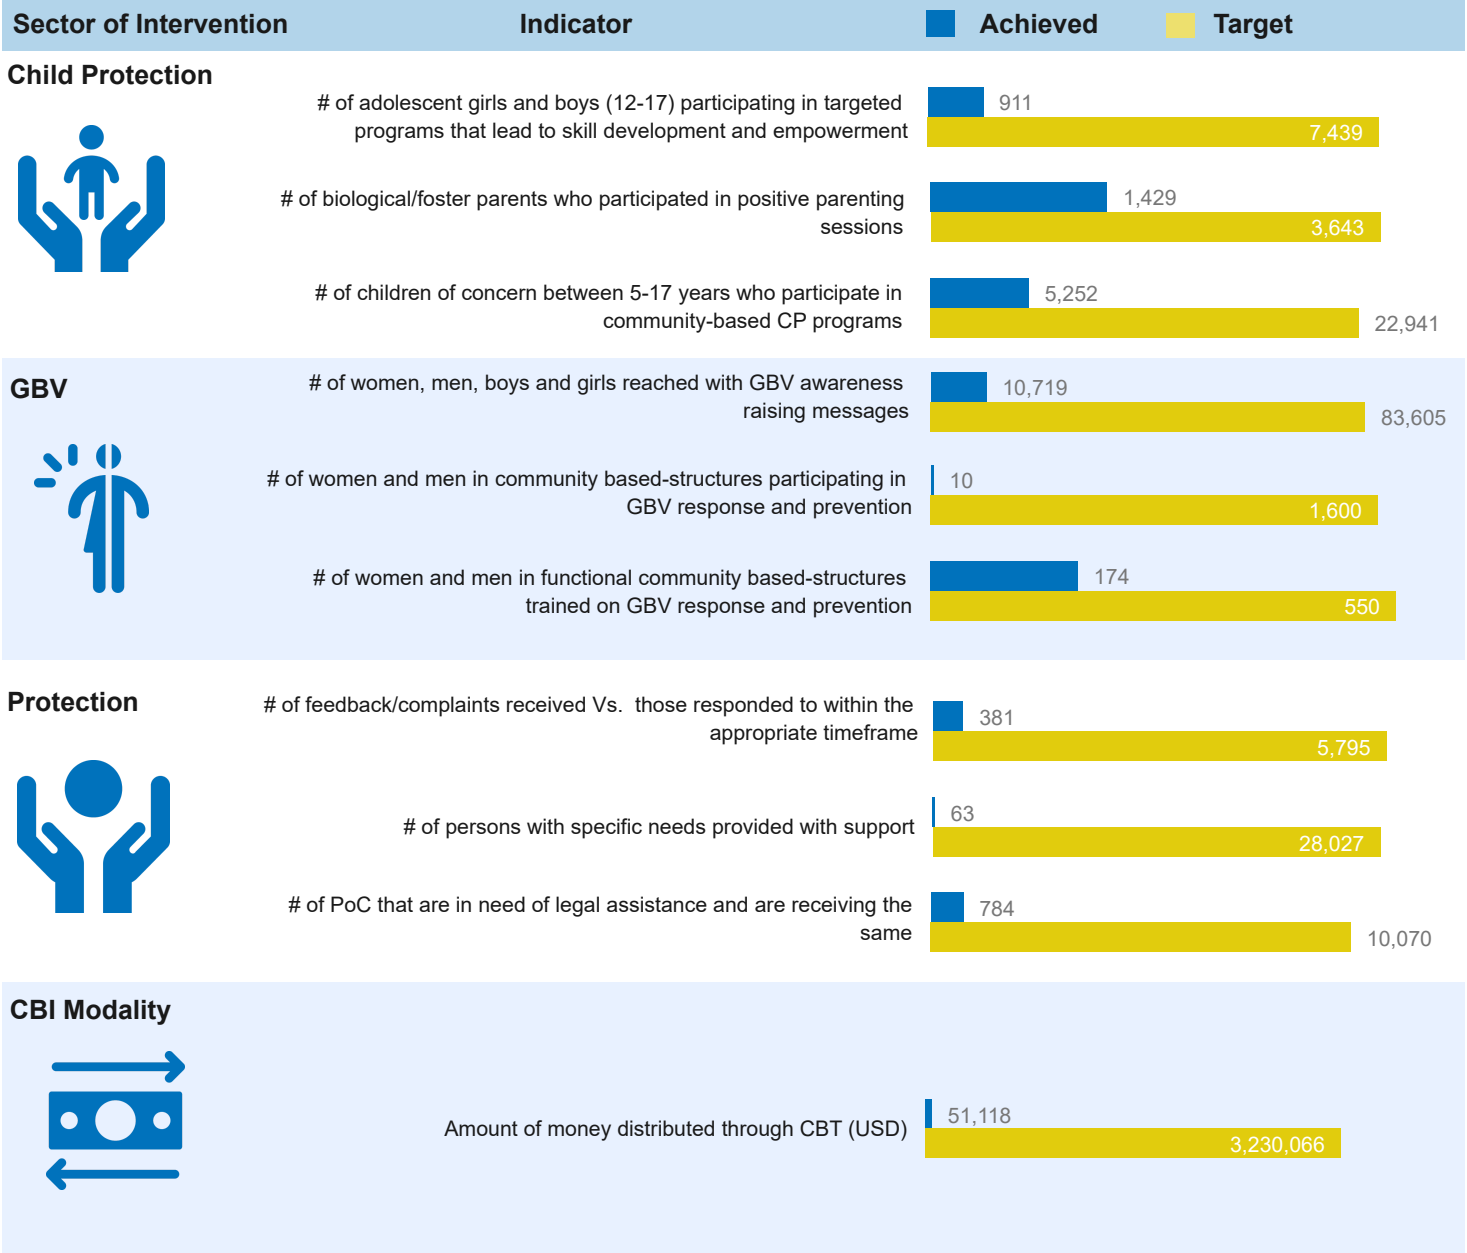 Sector of Intervention Indicator Achieved Target
Child Protection
# of adolescent girls and boys (12-17) participating in targeted
programs that lead to skill development and empowerment
911
7,439
# of biological/foster parents who participated in positive parenting
sessions
1,429
3,643
# of children of concern between 5-17 years who participate in
community-based CP programs
5,252
22,941
GBV
# of women, men, boys and girls reached with GBV awareness
raising messages
10,719
83,605
# of women and men in community based-structures participating in
GBV response and prevention
10
1,600
# of women and men in functional community based-structures
trained on GBV response and prevention
174
550
Protection
# of feedback/complaints received Vs.  those responded to within the
appropriate timeframe
381
5,795
# of persons with specific needs provided with support
63
28,027
# of PoC that are in need of legal assistance and are receiving the
same
784
10,070
CBI Modality
Amount of money distributed through CBT (USD)
51,118
3,230,066